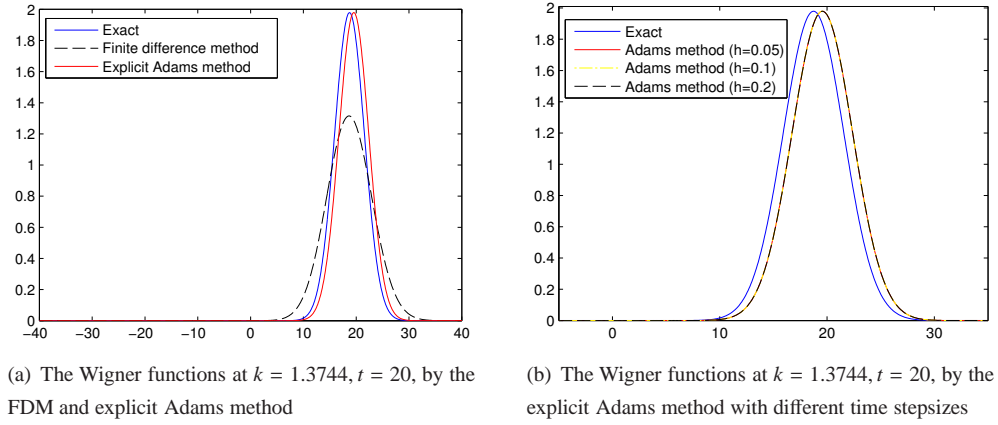 2
1.8
1.6
1.4
1.2
1
0.8
0.6
0.4
0.2
0
−40 −30 −20 −10 0 10 20 30 40
Exact
Finite difference method
Explicit Adams method
(a) The Wigner functions at k = 1.3744, t = 20, by the
FDM and explicit Adams method
2
1.8
1.6
1.4
1.2
1
0.8
0.6
0.4
0.2
0
0 10 20 30
Exact
Adams method (h=0.05)
Adams method (h=0.1)
Adams method (h=0.2)
(b) The Wigner functions at k = 1.3744, t = 20, by the
explicit Adams method with different time stepsizes